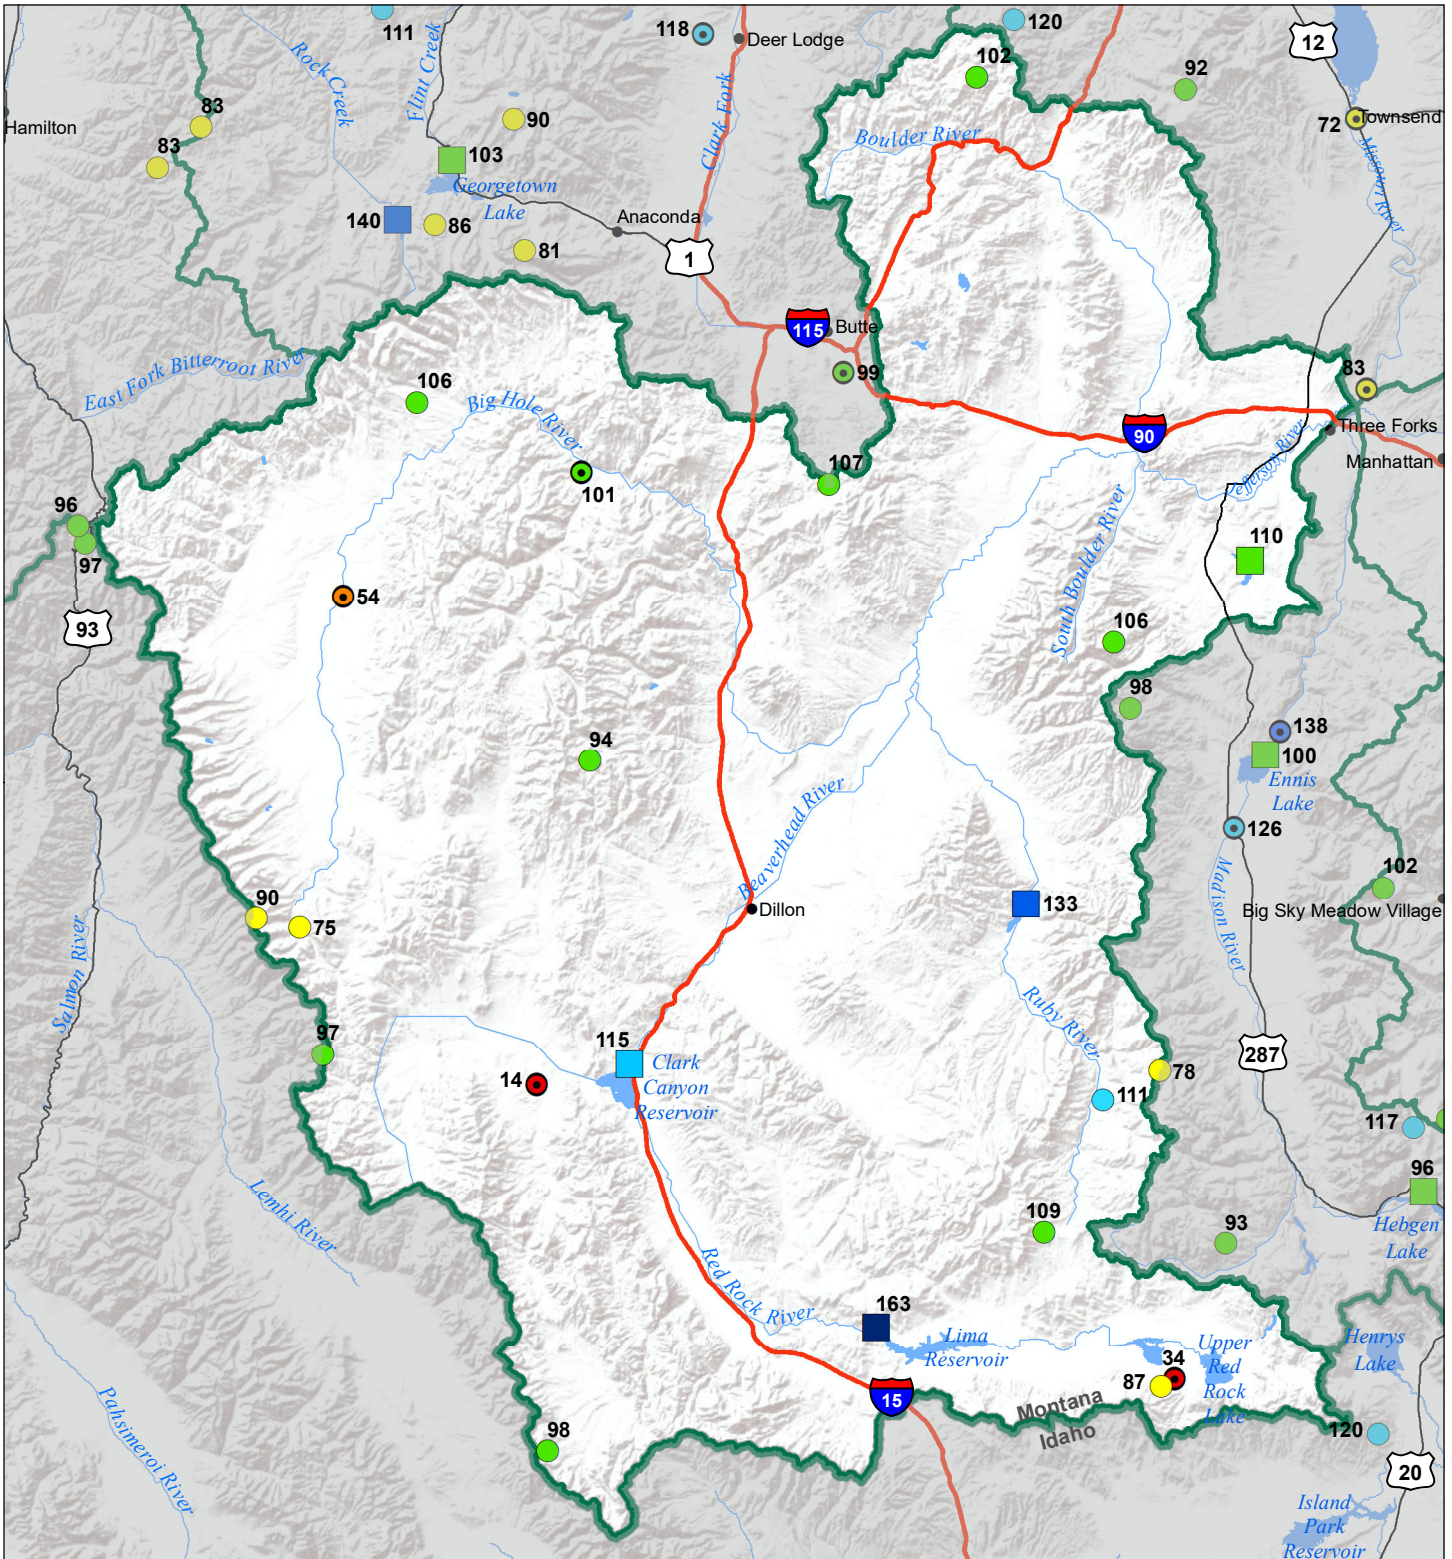 111
118
Deer Lodge
120
12
102
92
Rock Creek
Flint Creek
Clark Fork
Hamilton
83
83
90
103
Boulder River
72
Townsend
Missouri River
Georgetown
Lake
140
86
81
Anaconda
1
115
Butte
99
East Fork Bitterroot River
106
Big Hole River
101
107
83
Three Forks
90
Manhattan
Jefferson River
South Boulder River
96
97
93
54
110
106
98
138
100
Ennis
Lake
94
126
Beaverhead River
Madison River
102
Big Sky Meadow Village
90
75
Dillon
133
Salmon River
97
14
115
Clark
Canyon
Reservoir
Ruby River
287
78
111
117
96
Hebgen
Lake
93
109
Lemhi River
Red Rock River
163
Lima
Reservoir
Upper
Red
Rock
Lake
34
87
Henrys
Lake
15
Montana
Idaho
98
120
20
Pahsimeroi River
Island
Park
Reservoir